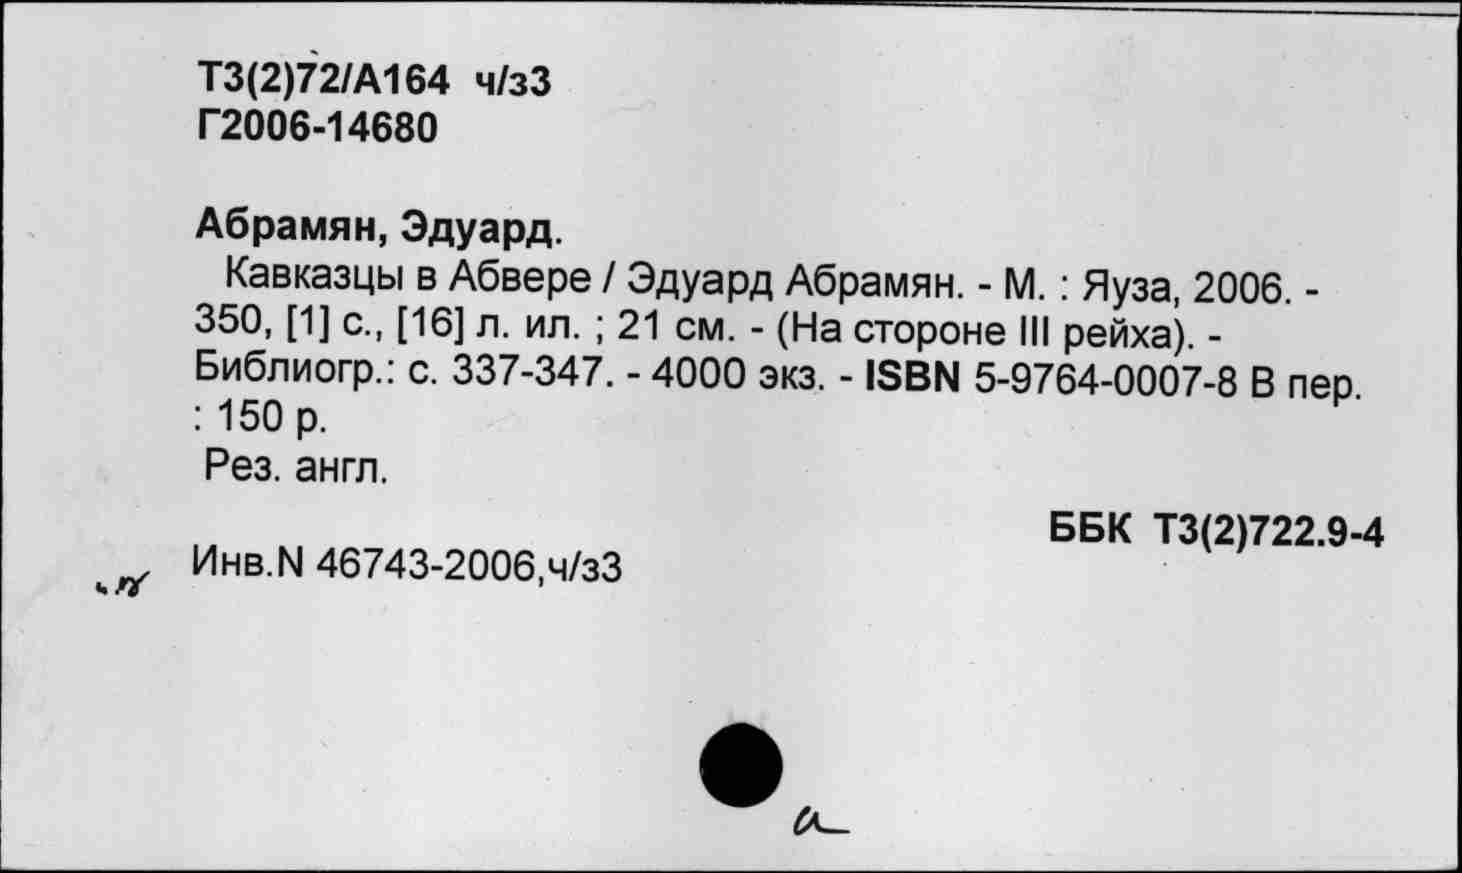 Т3(2)72/А164 ч/з3
Г2006-14680
Абрамян, Эдуард.
Кавказцы в Абвере / Эдуард Абрамян. - М. : Яуза, 2006. -
350, [1] с., [16] л. ил. ; 21 см. - (На стороне III рейха). -
Библиогр.: с. 337-347. - 4000 экз. - ISBN 5-9764-0007-8 В пер.
: 150 р.
Рез. англ.
ББК Т3(2)722.9-4
Инв.N 46743-2006,ч/з3